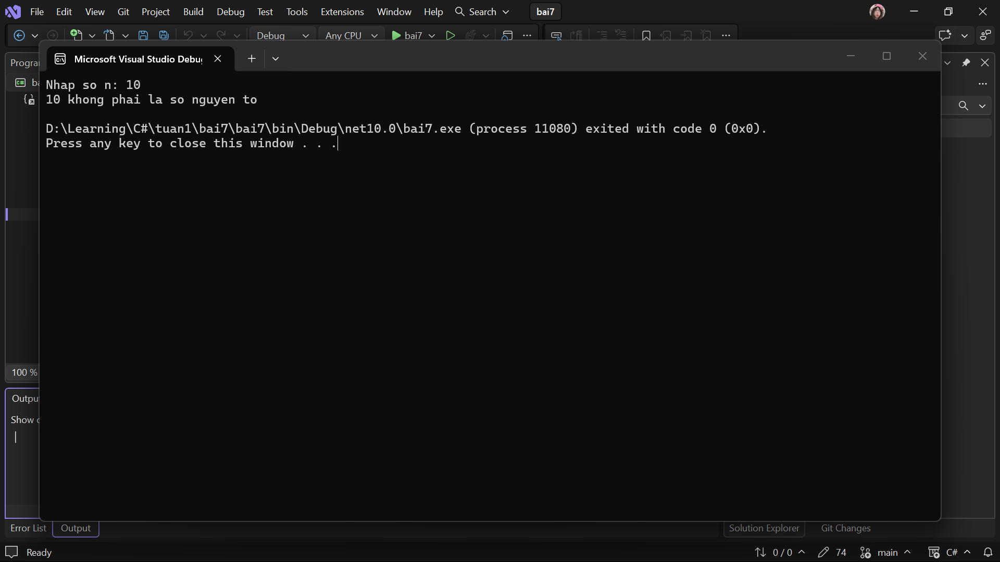 File Edit View Git Project Build Debug Test Tools Extensions Window Help Search bai7
Debug Any CPU bai7
Microsoft Visual Studio Debu
Nhap so n: 10
10 khong phai la so nguyen to
D:\Learning\C#\tuan1\bai7\bai7\bin\Debug\net10.0\bai7.exe (process 11080) exited with code 0 (0x0).
Press any key to close this window . . .
Progra
C# ba
100 %
Outpu
Show
Error List Output Solution Explorer Git Changes
Ready 0 / 0 74 main C#